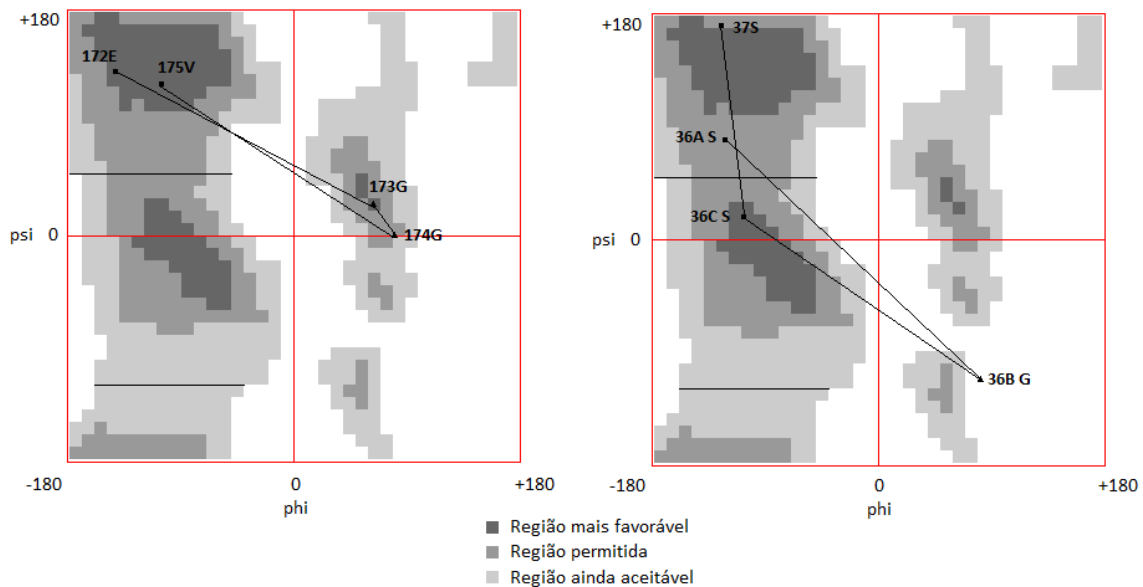 +180
172E
175V
173G
psi 0
174G
-180
0
+180
phi
+180
37S
36A S
36C S
psi 0
36B G
-180
0
+180
phi
Região mais favorável
Região permitida
Região ainda aceitável